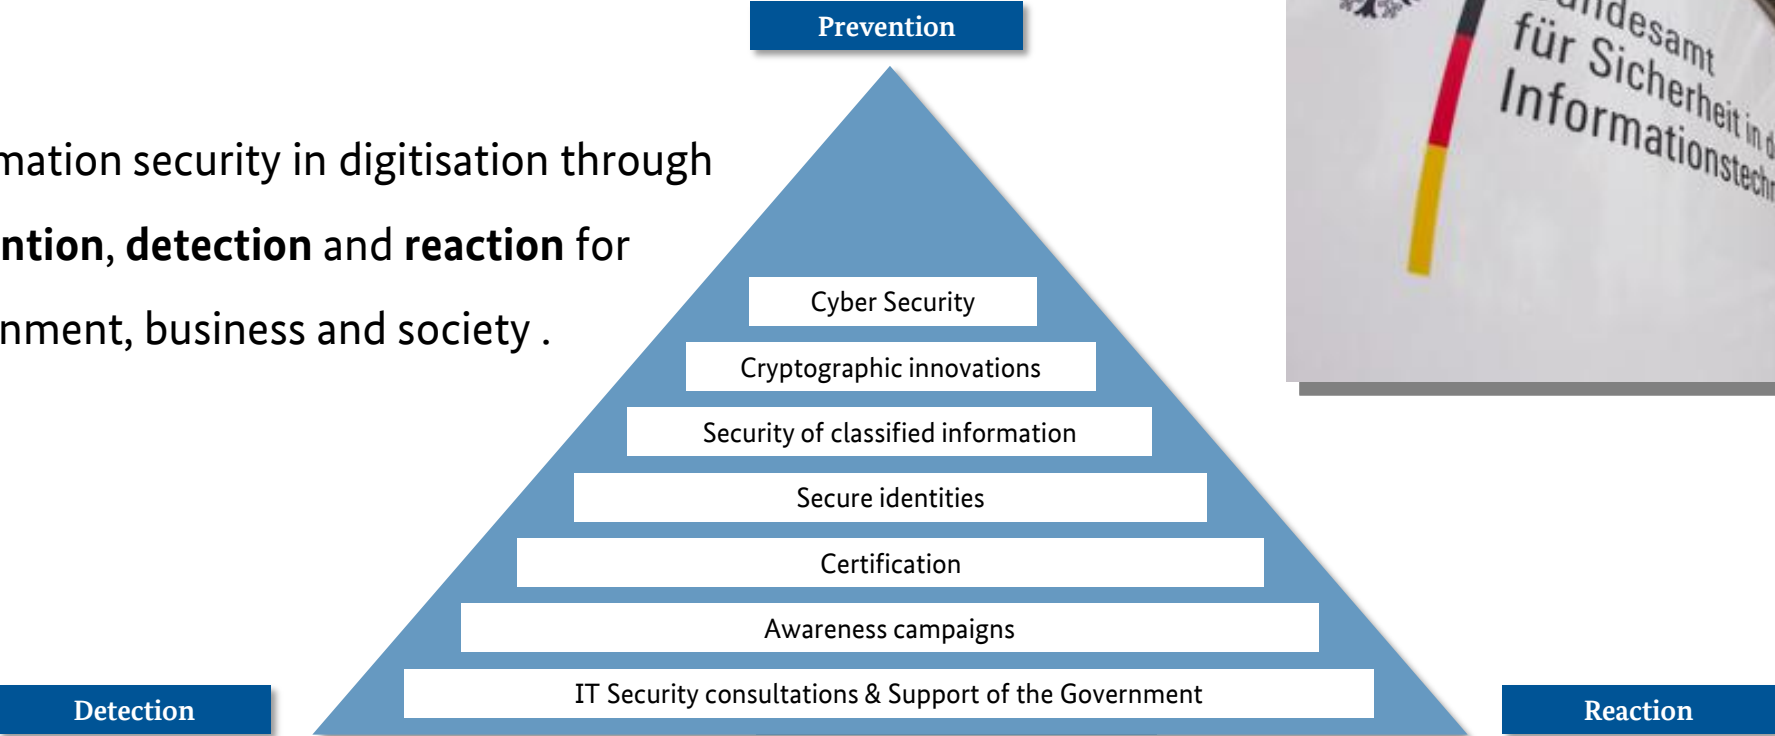 Prevention
mation security in digitisation through
ntion, detection and reaction for
nment, business and society .
Cyber Security
Cryptographic innovations
Security of classified information
Secure identities
Certification
Awareness campaigns
IT Security consultations & Support of the Government
Detection
Reaction
für Sicherheit in